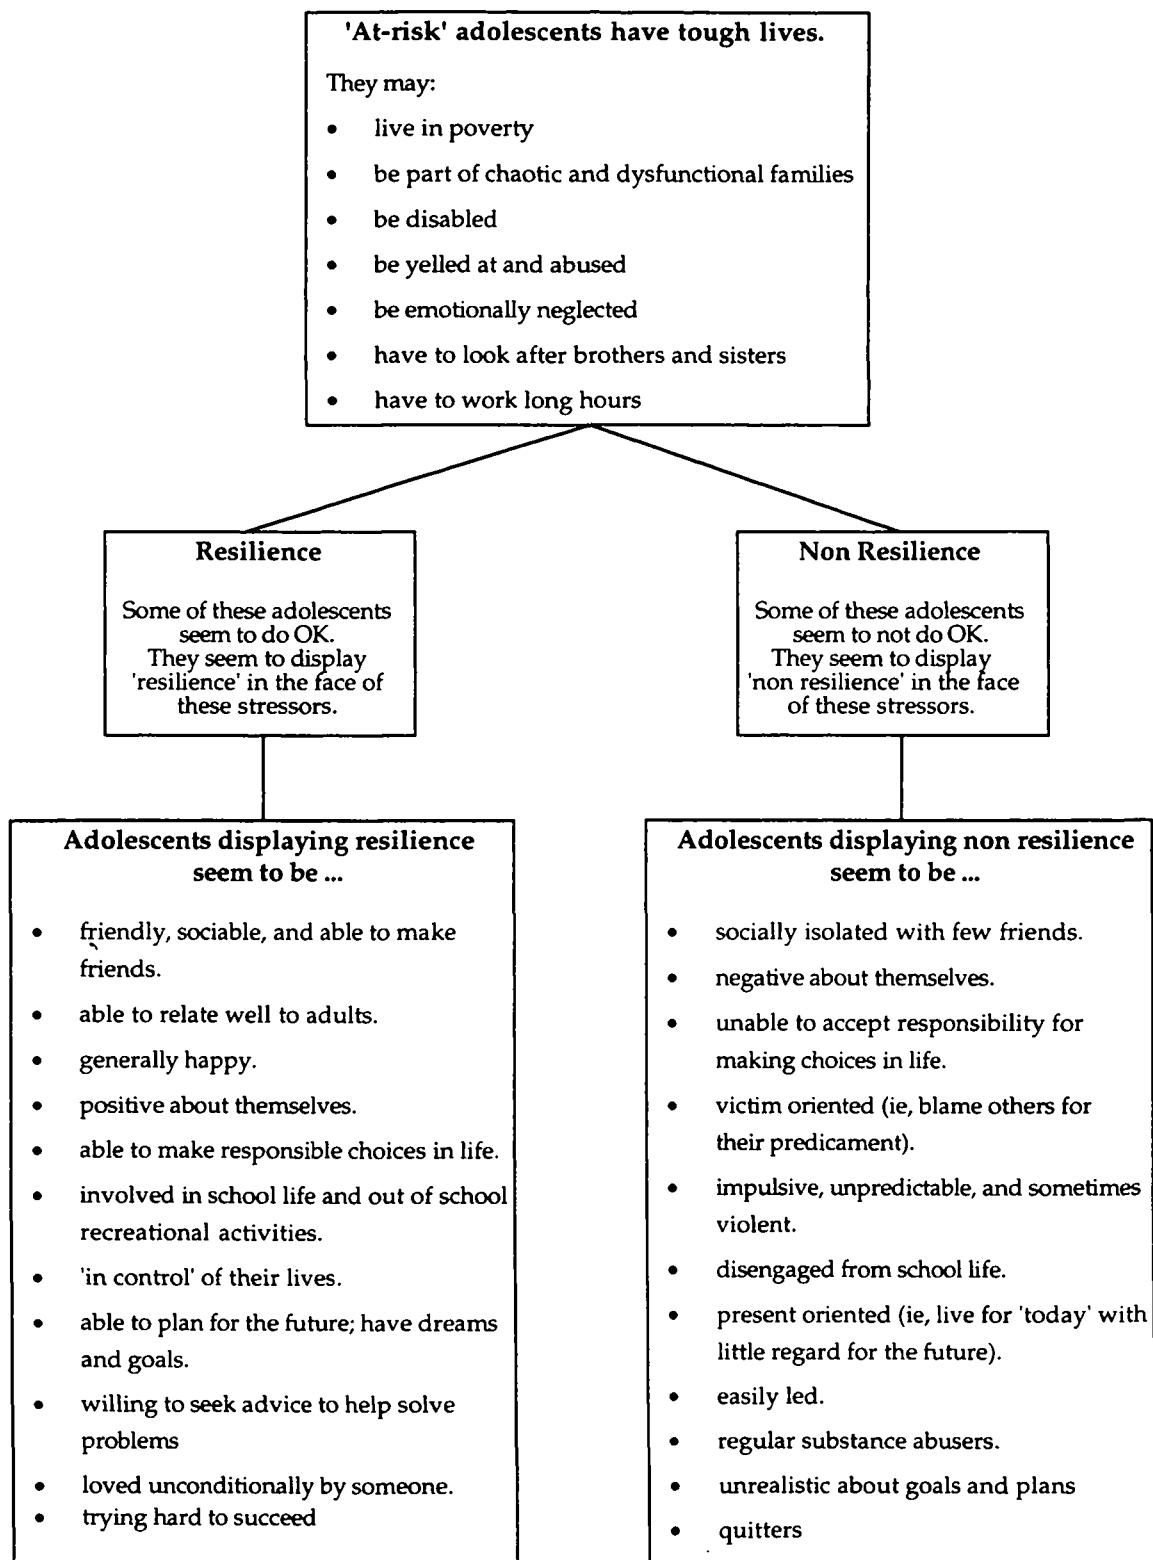 'At-risk' adolescents have tough lives.
They may:
• live in poverty
• be part of chaotic and dysfunctional families
• be disabled
• be yelled at and abused
• be emotionally neglected
• have to look after brothers and sisters
• have to work long hours
Resilience
Some of these adolescents
seem to do OK.
They seem to display
'resilience' in the face of
these stressors.
Non Resilience
Some of these adolescents
seem to not do OK.
They seem to display
'non resilience' in the face
of these stressors.
Adolescents displaying resilience
seem to be ...
• friendly, sociable, and able to make
friends.
• able to relate well to adults.
• generally happy.
• positive about themselves.
• able to make responsible choices in life.
• involved in school life and out of school
recreational activities.
• 'in control' of their lives.
• able to plan for the future; have dreams
and goals.
• willing to seek advice to help solve
problems
• loved unconditionally by someone.
• trying hard to succeed
Adolescents displaying non resilience
seem to be ...
• socially isolated with few friends.
• negative about themselves.
• unable to accept responsibility for
making choices in life.
• victim oriented (ie, blame others for
their predicament).
• impulsive, unpredictable, and sometimes
violent.
• disengaged from school life.
• present oriented (ie, live for 'today' with
little regard for the future).
• easily led.
• regular substance abusers.
• unrealistic about goals and plans
• quitters